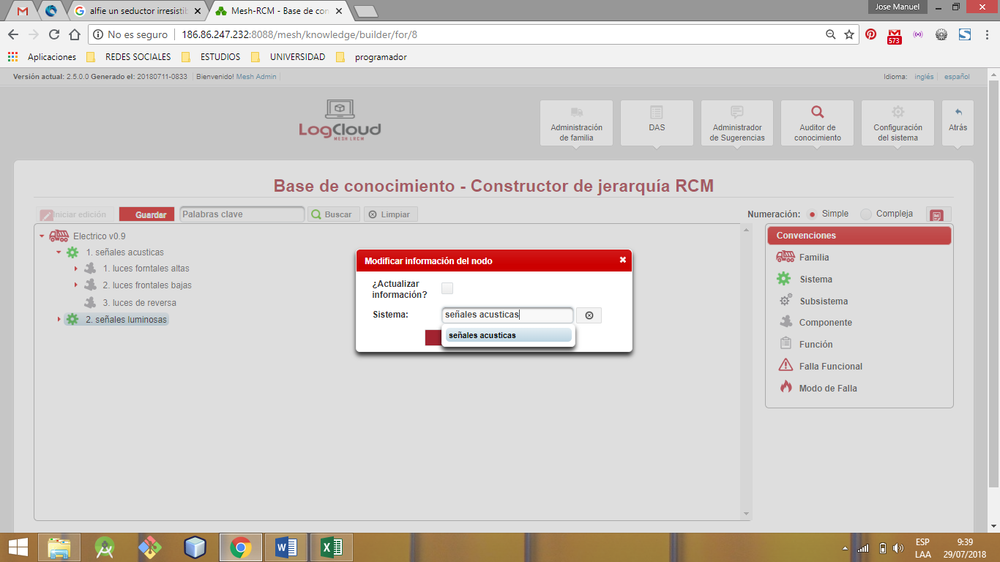 alfie un seductor irresistib
Mesh-RCM - Base de con
Jose Manuel
No es seguro | 186.86.247.232:8088/mesh/knowledge/builder/for/8
573
Aplicaciones REDES SOCIALES ESTUDIOS UNIVERSIDAD programador
Versión actual: 2.5.0.0 Generado el: 20180711-0833 | Bienvenido! Mesh Admin |
Idioma: inglés | español
LogCloud
MESH LRCM
Administración
de familia
DAS
Administrador
de Sugerencias
Auditor de
conocimiento
Configuración
del sistema
Atrás
Base de conocimiento - Constructor de jerarquía RCM
Iniciar edición Guardar Palabras clave Buscar Limpiar
Numeración: Simple Compleja
Electrico v0.9
1. señales acusticas
1. luces forntales altas
2. luces frontales bajas
3. luces de reversa
2. señales luminosas
Modificar información del nodo
¿Actualizar
información?
Sistema: señales acusticas
señales acusticas
Convenciones
Familia
Sistema
Subsistema
Componente
Función
Falla Funcional
Modo de Falla
ESP
LAA
9:39
29/07/2018